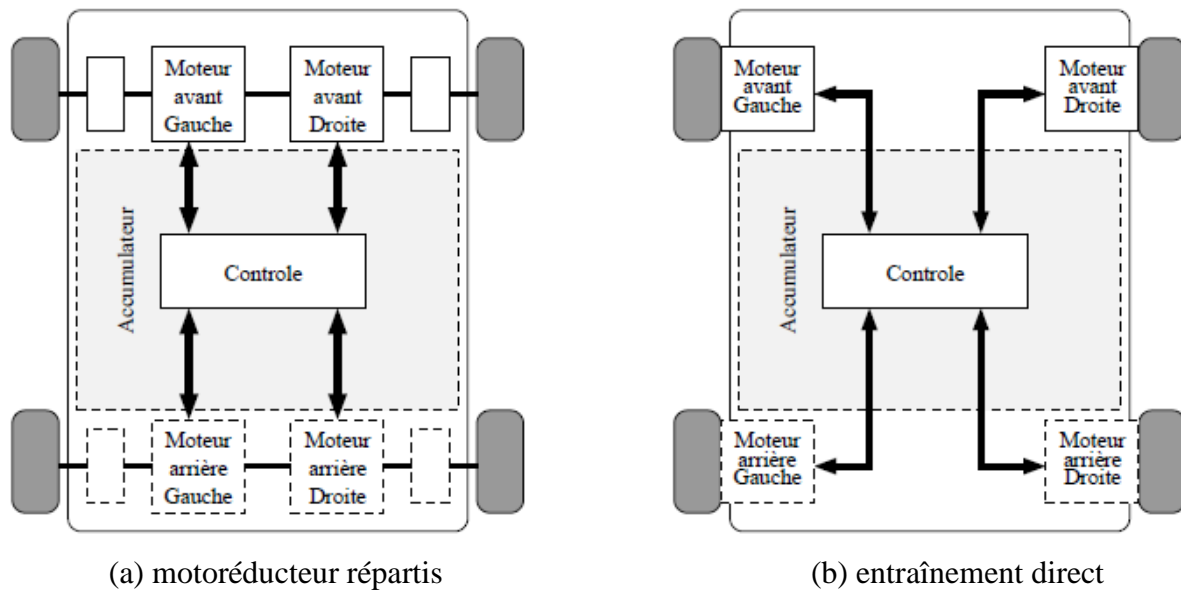 Moteur
avant
Gauche
Moteur
avant
Droite
Accumulateur
Controle
Moteur
arrière
Gauche
Moteur
arrière
Droite
(a) motoréducteur répartis
Moteur
avant
Gauche
Moteur
avant
Droite
Accumulateur
Controle
Moteur
arrière
Gauche
Moteur
arrière
Droite
(b) entraînement direct